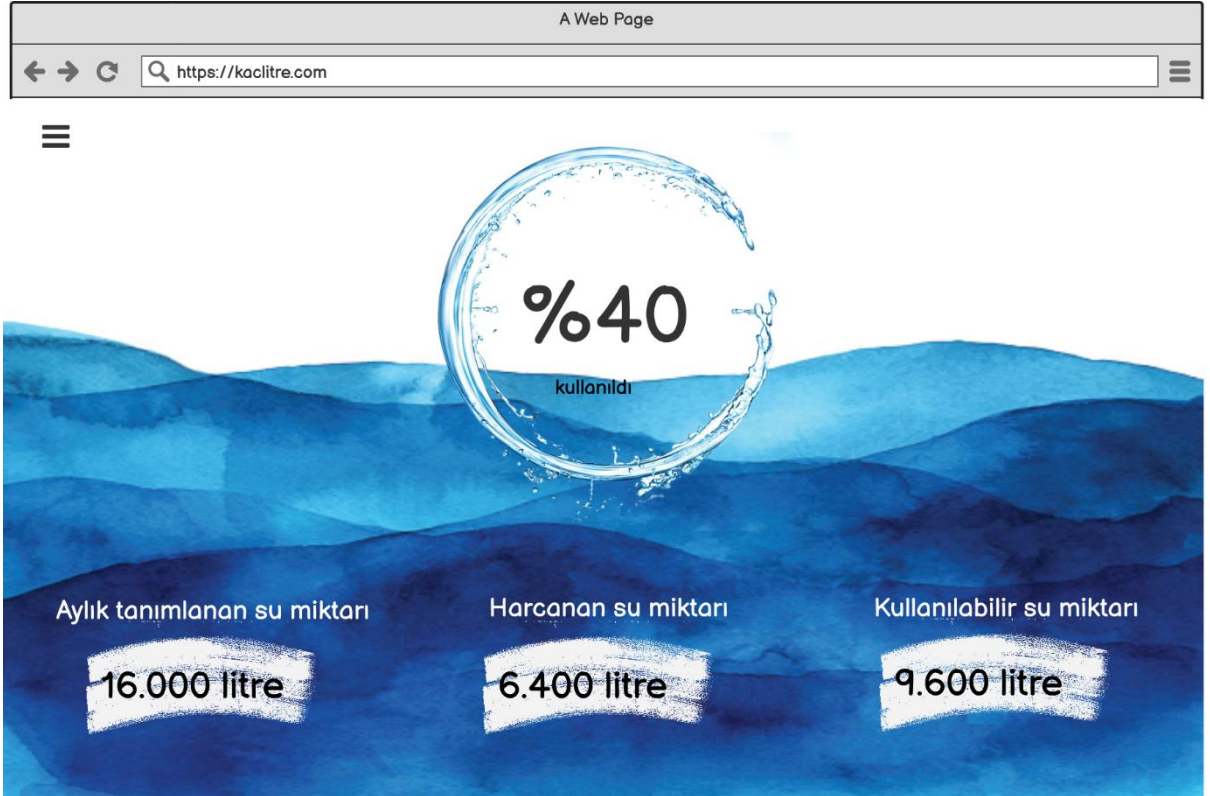 A Web Page
https://kaclitre.com
%40
kullanıldı
Aylık tanımlanan su miktarı
Harcanan su miktarı
Kullanılabilir su miktarı
16.000 litre
6.400 litre
9.600 litre